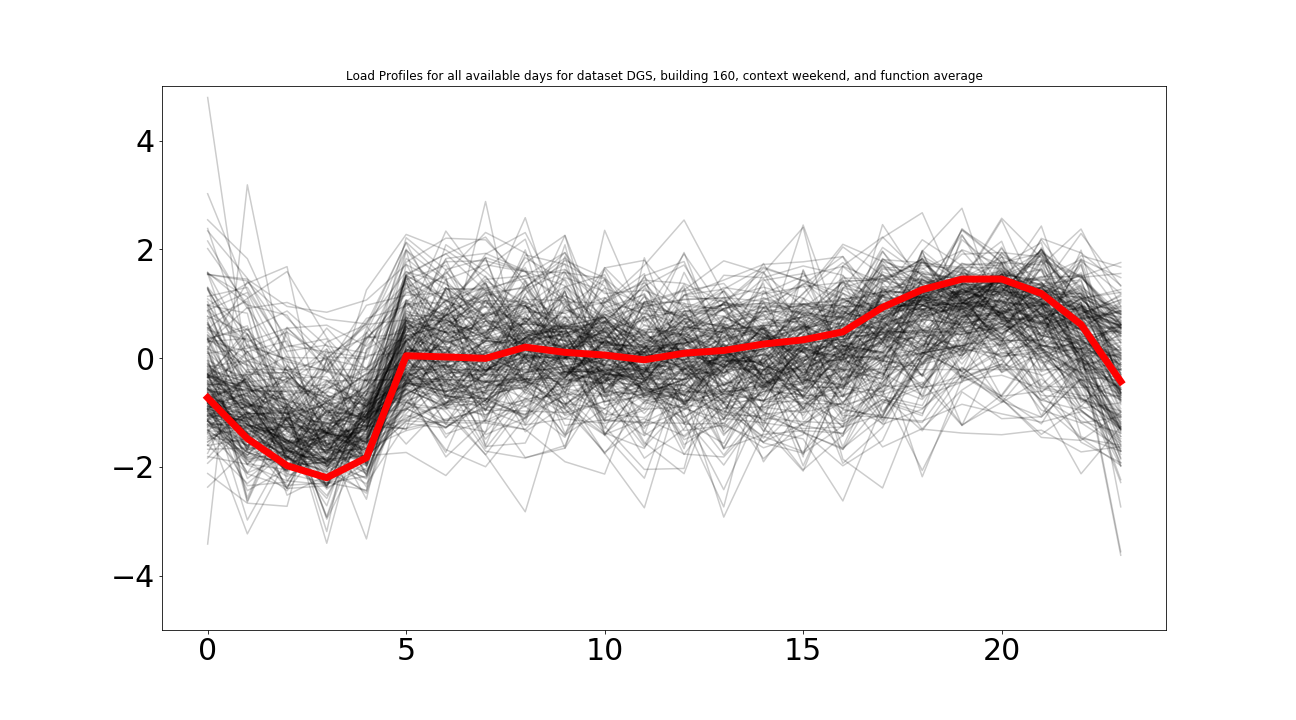 Load Profiles for all available days for dataset DGS, building 160, context weekend, and function average
4
2
0
−2
−4
0 5 10 15 20